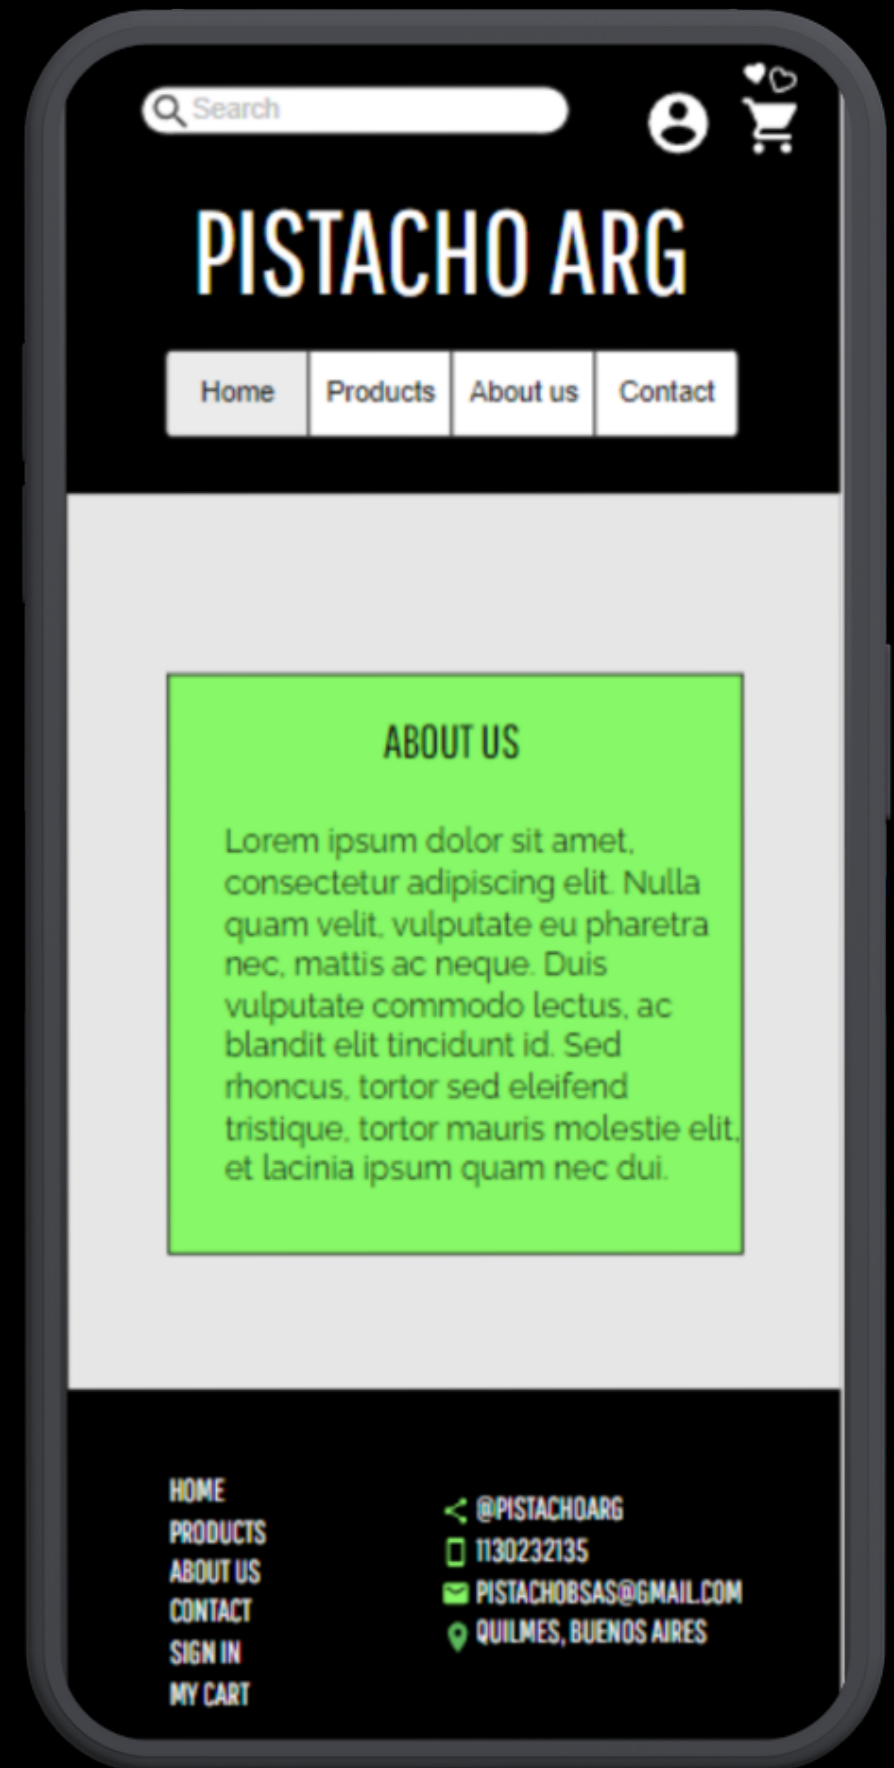 Search
PISTACHO ARG
Home Products About us Contact
ABOUT US
Lorem ipsum dolor sit amet,
consectetur adipiscing elit. Nulla
quam velit, vulputate eu pharetra
nec, mattis ac neque. Duis
vulputate commodo lectus, ac
blandit elit tincidunt id. Sed
rhoncus, tortor sed eleifend
tristique, tortor mauris molestie elit,
et lacinia ipsum quam nec dui.
HOME
PRODUCTS
ABOUT US
CONTACT
SIGN IN
MY CART
@PISTACHOARG
1130232135
PISTACHOBSAS@GMAIL.COM
QUILMES, BUENOS AIRES